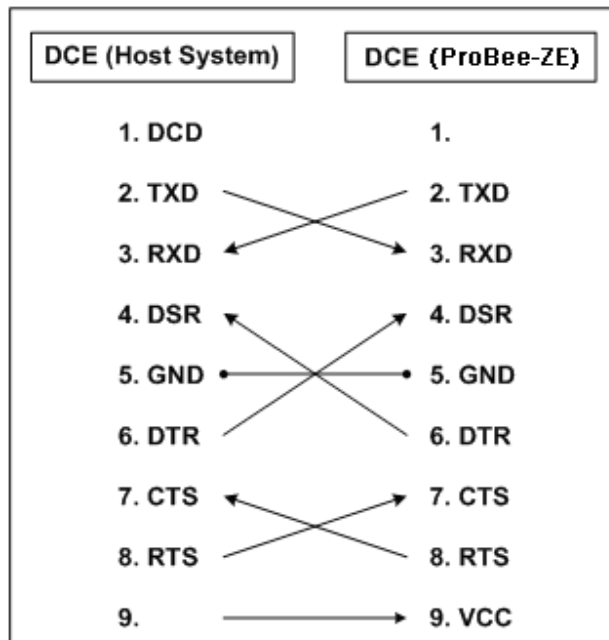 DCE (Host System) DCE (ProBee-ZE)
1. DCD 1.
2. TXD 2. TXD
3. RXD 3. RXD
4. DSR 4. DSR
5. GND 5. GND
6. DTR 6. DTR
7. CTS 7. CTS
8. RTS 8. RTS
9. 9. VCC